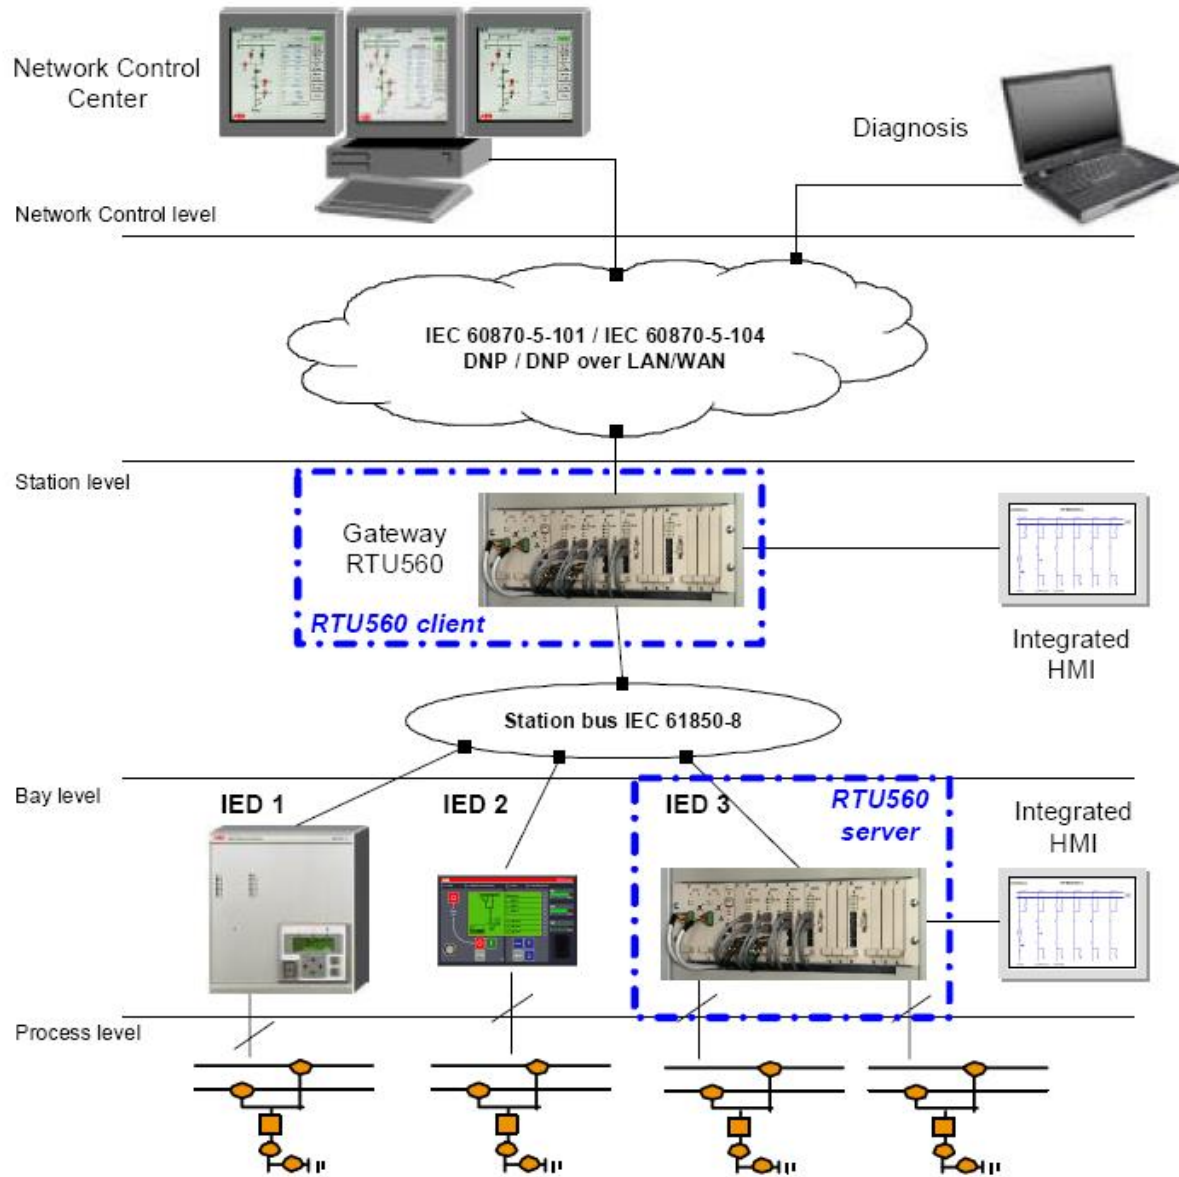 Network Control
Center
Diagnosis
Network Control level
IEC 60870-5-101 / IEC 60870-5-104
DNP / DNP over LAN/WAN
Station level
Gateway
RTU560
RTU560 client
Integrated
HMI
Station bus IEC 61850-8
Bay level
IED 1
IED 2
IED 3
RTU560
server
Integrated
HMI
Process level